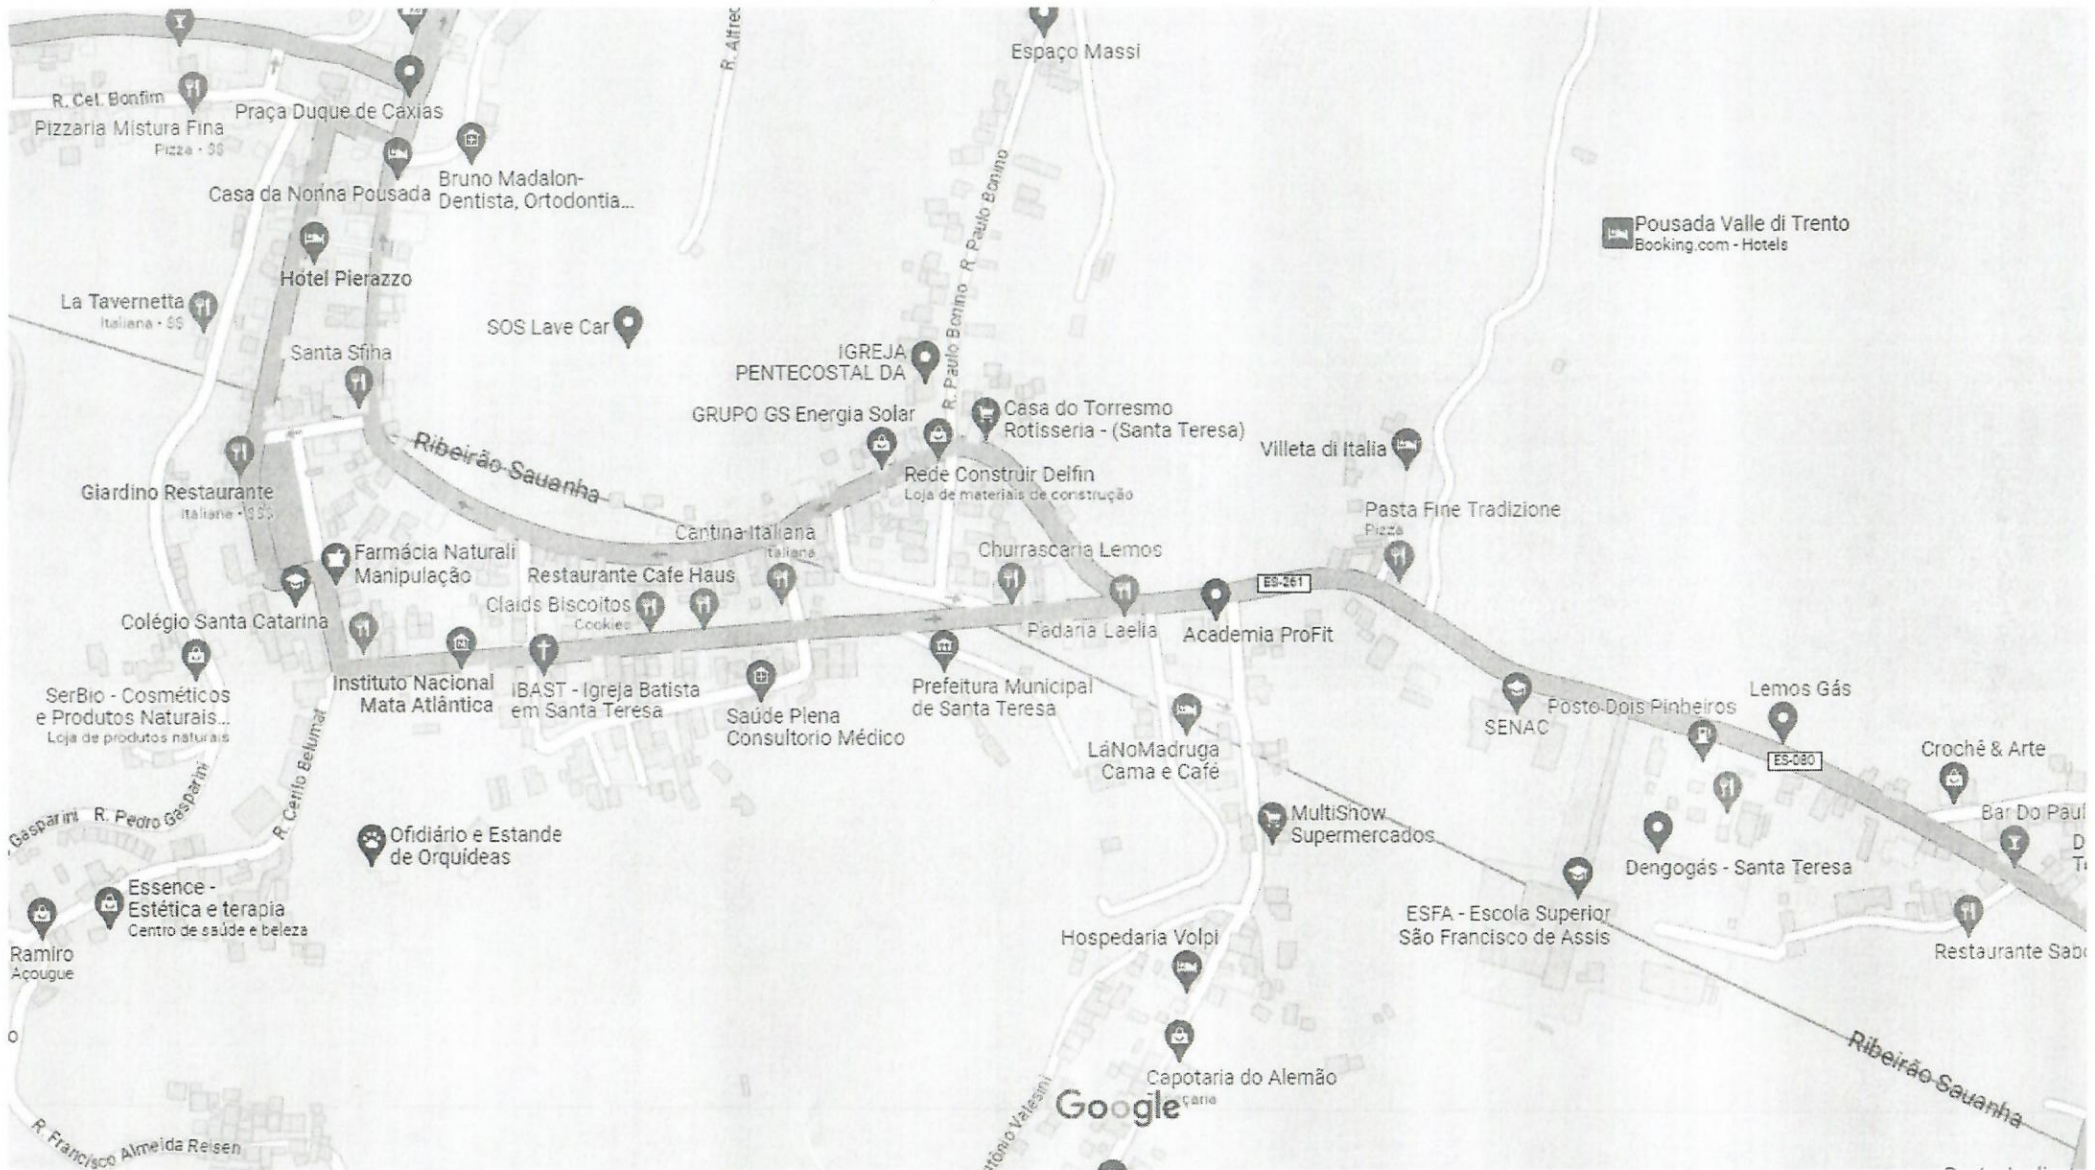 Espaço Massi
R. Cel. Bonfim
Praça Duque de Caxias
Pizzaria Mistura Fina
Pizza · $$
Bruno Madalon-
Dentista, Ortodontia...
Casa da Nonna Pousada
R. Paulo Bonino
Pousada Valle di Trento
Booking.com - Hotels
Hotel Pierazzo
La Tavernetta
Italiana · $$
SOS Lave Car
R. Paulo Bonino
Santa Sfiha
IGREJA
PENTECOSTAL DA
GRUPO GS Energia Solar
Casa do Torresmo
Rotisseria - (Santa Teresa)
Villeta di Italia
Ribeirão Sauanha
Rede Construir Delfin
Loja de materiais de construção
Giardino Restaurante
Italiana · $$$
Pasta Fine Tradizione
Pizza
Cantina Italiana
Italiana
Farmácia Naturali
Manipulação
Restaurante Cafe Haus
Churrascaria Lemos
ES-261
Claids Biscoitos
Cookies
Colégio Santa Catarina
Padaria Laelia
Academia ProFit
Instituto Nacional
Mata Atlântica
IBAST - Igreja Batista
em Santa Teresa
Saúde Plena
Consultorio Médico
Prefeitura Municipal
de Santa Teresa
SerBio - Cosméticos
e Produtos Naturais...
Loja de produtos naturais
Lemos Gás
Posto Dois Pinheiros
SENAC
LáNoMadruga
Cama e Café
ES-080
Crochê & Arte
R. Pedro Gasparini
Gasparini
MultiShow
Supermercados
Bar Do Paul
Ofidiário e Estande
de Orquídeas
Dengogás - Santa Teresa
Essence -
Estética e terapia
Centro de saúde e beleza
ESFA - Escola Superior
São Francisco de Assis
Hospedaria Volpi
Ramiro
Açougue
Restaurante Sabo
Ribeirão Sauanha
Capotaria do Alemão
Google
R. Francisco Almeida Reisen